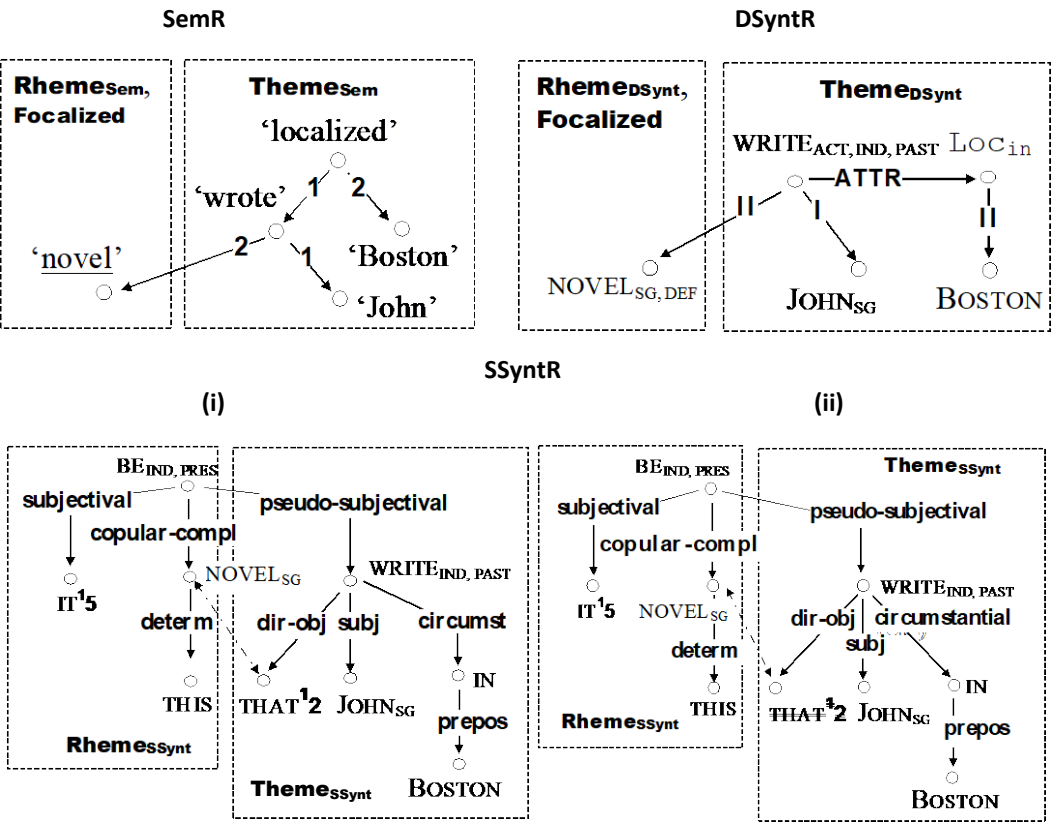 SemR
DSyntR
Rheme_Sem,
Focalized
Theme_Sem
‘localized’
‘wrote’
1
2
2
1
‘Boston’
‘novel’
‘John’
Rheme_DSynt,
Focalized
Theme_DSynt
WRITE_ACT, IND, PAST
Loc_in
ATTR
II
I
II
NOVEL_SG, DEF
JOHN_SG
BOSTON
SSyntR
(i)
(ii)
BE_IND, PRES
subjectival
pseudo-subjectival
copular-compl
NOVEL_SG
WRITE_IND, PAST
IT¹5
determ
dir-obj
subj
circumst
THIS
THAT¹2
JOHN_SG
IN
prepos
Rheme_SSynt
Theme_SSynt
BOSTON
BE_IND, PRES
Theme_SSynt
subjectival
pseudo-subjectival
copular-compl
WRITE_IND, PAST
IT¹5
NOVEL_SG
dir-obj
circumstantial
subj
determ
IN
THIS
THAT¹2
JOHN_SG
Rheme_SSynt
prepos
BOSTON